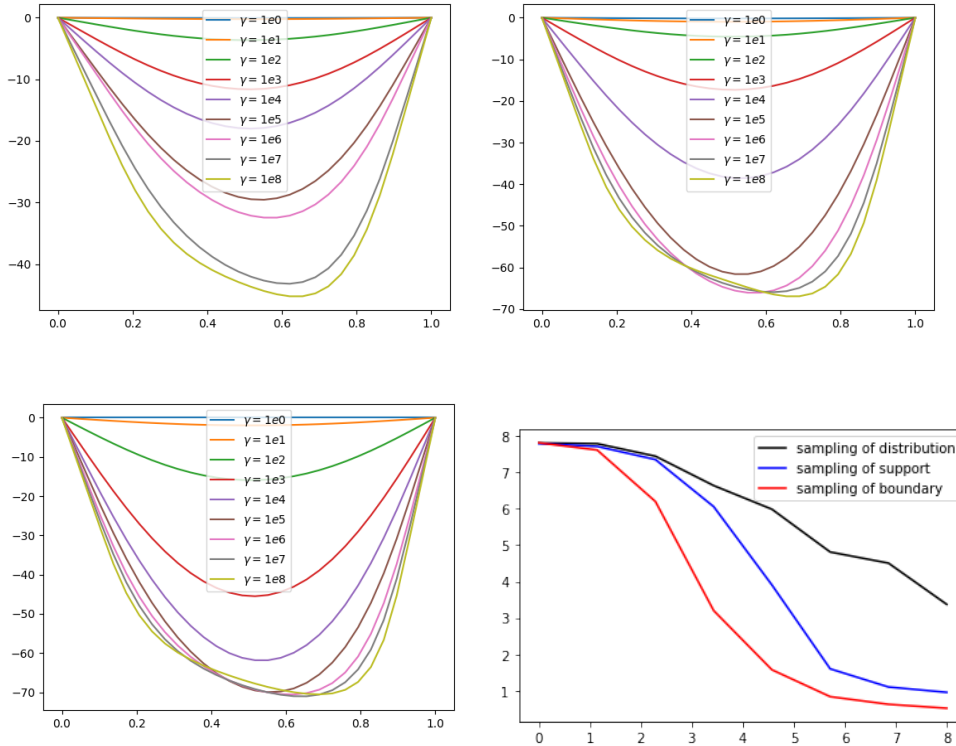 0
−10
−20
−30
−40
0.0 0.2 0.4 0.6 0.8 1.0
γ = 1e0
γ = 1e1
γ = 1e2
γ = 1e3
γ = 1e4
γ = 1e5
γ = 1e6
γ = 1e7
γ = 1e8
0
−10
−20
−30
−40
−50
−60
−70
0.0 0.2 0.4 0.6 0.8 1.0
γ = 1e0
γ = 1e1
γ = 1e2
γ = 1e3
γ = 1e4
γ = 1e5
γ = 1e6
γ = 1e7
γ = 1e8
0
−10
−20
−30
−40
−50
−60
−70
0.0 0.2 0.4 0.6 0.8 1.0
γ = 1e0
γ = 1e1
γ = 1e2
γ = 1e3
γ = 1e4
γ = 1e5
γ = 1e6
γ = 1e7
γ = 1e8
8
7
6
5
4
3
2
1
0 1 2 3 4 5 6 7 8
sampling of distribution
sampling of support
sampling of boundary